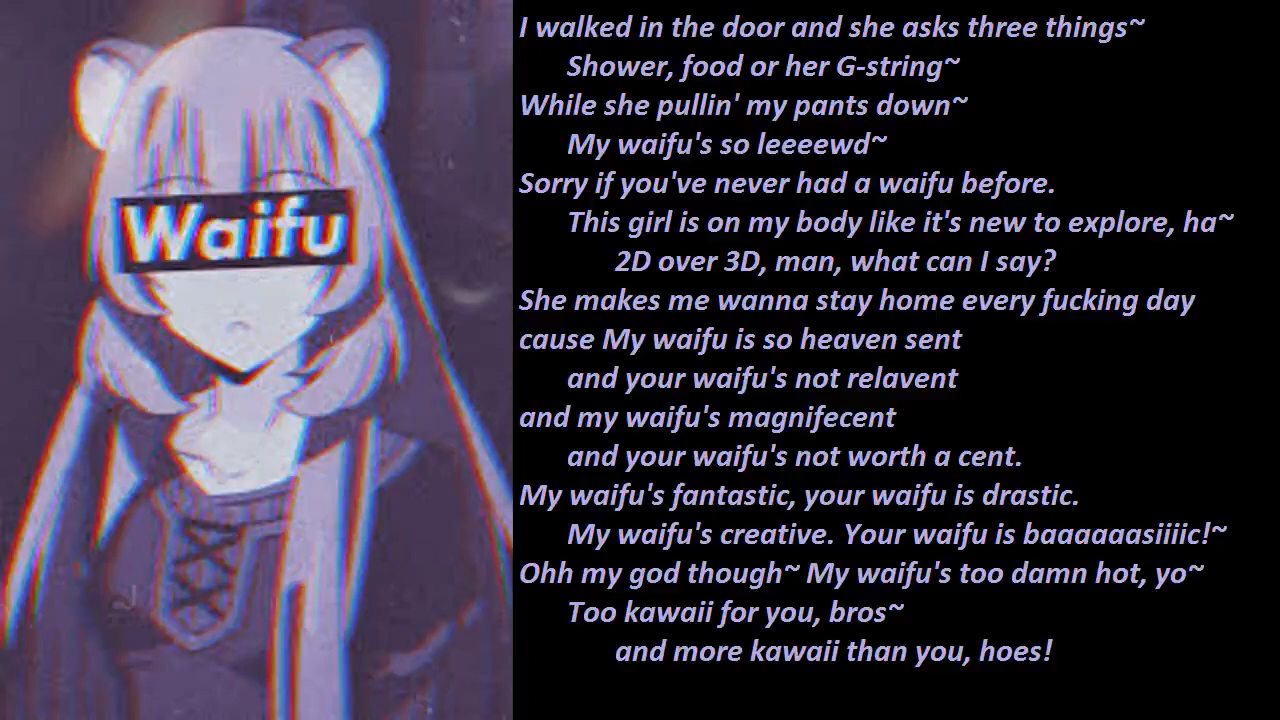 Waifu
I walked in the door and she asks three things~
Shower, food or her G-string~
While she pullin' my pants down~
My waifu's so leeeewd~
Sorry if you've never had a waifu before.
This girl is on my body like it's new to explore, ha~
2D over 3D, man, what can I say?
She makes me wanna stay home every fucking day
cause My waifu is so heaven sent
and your waifu's not relavent
and my waifu's magnifecent
and your waifu's not worth a cent.
My waifu's fantastic, your waifu is drastic.
My waifu's creative. Your waifu is baaaaaasiiiic!~
Ohh my god though~ My waifu's too damn hot, yo~
Too kawaii for you, bros~
and more kawaii than you, hoes!